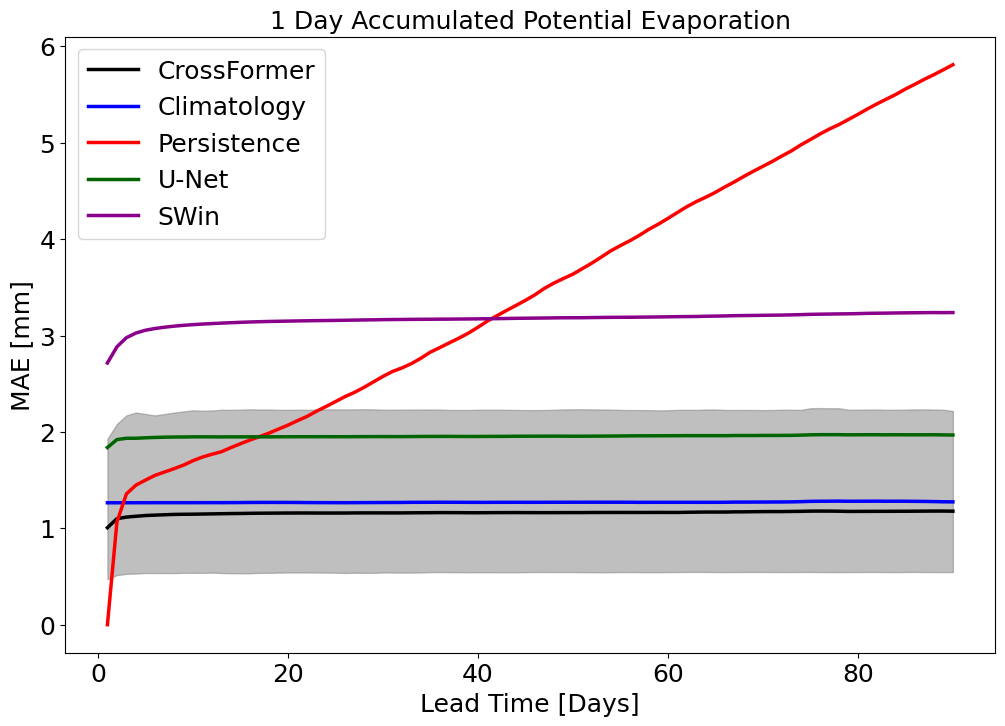 1 Day Accumulated Potential Evaporation
6
5
4
3
2
1
0
MAE [mm]
CrossFormer
Climatology
Persistence
U-Net
SWin
0 20 40 60 80
Lead Time [Days]